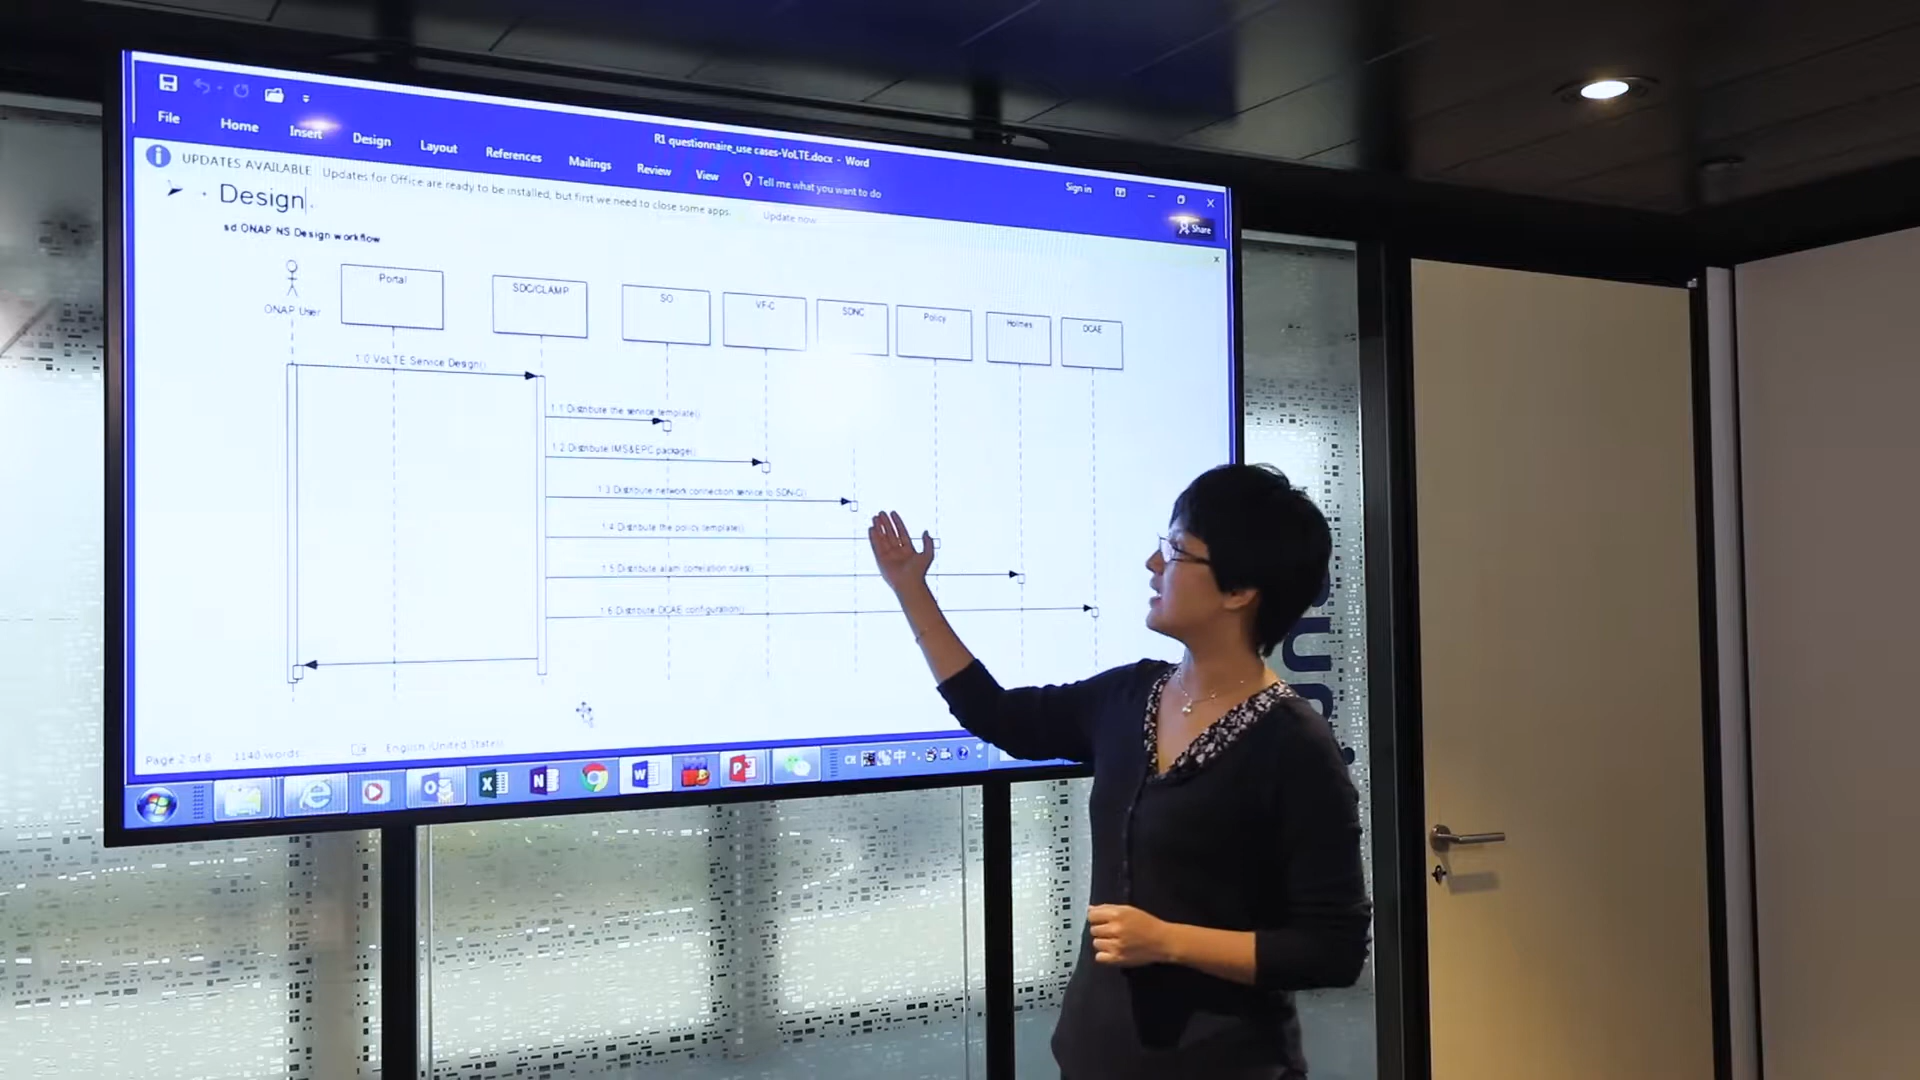 R1 questionnaire_use cases-VoLTE.docx - Word
File Home Insert Design Layout References Mailings Review View Tell me what you want to do Sign in
Share
UPDATES AVAILABLE Updates for Office are ready to be installed, but first we need to close some apps. Update now
Design
sd ONAP NS Design workflow
ONAP User
Portal
SDC/CLAMP
SO
VF-C
SDNC
Policy
Holmes
DCAE
1.0 VoLTE Service Design()
1.1 Distribute the service template()
1.2 Distribute IMS&EPC package()
1.3 Distribute network connection service to SDN-C()
1.4 Distribute the policy template()
1.5 Distribute alarm correlation rules()
1.6 Distribute DCAE configuration()
Page 2 of 8 1140 words English (United States)
CH 中